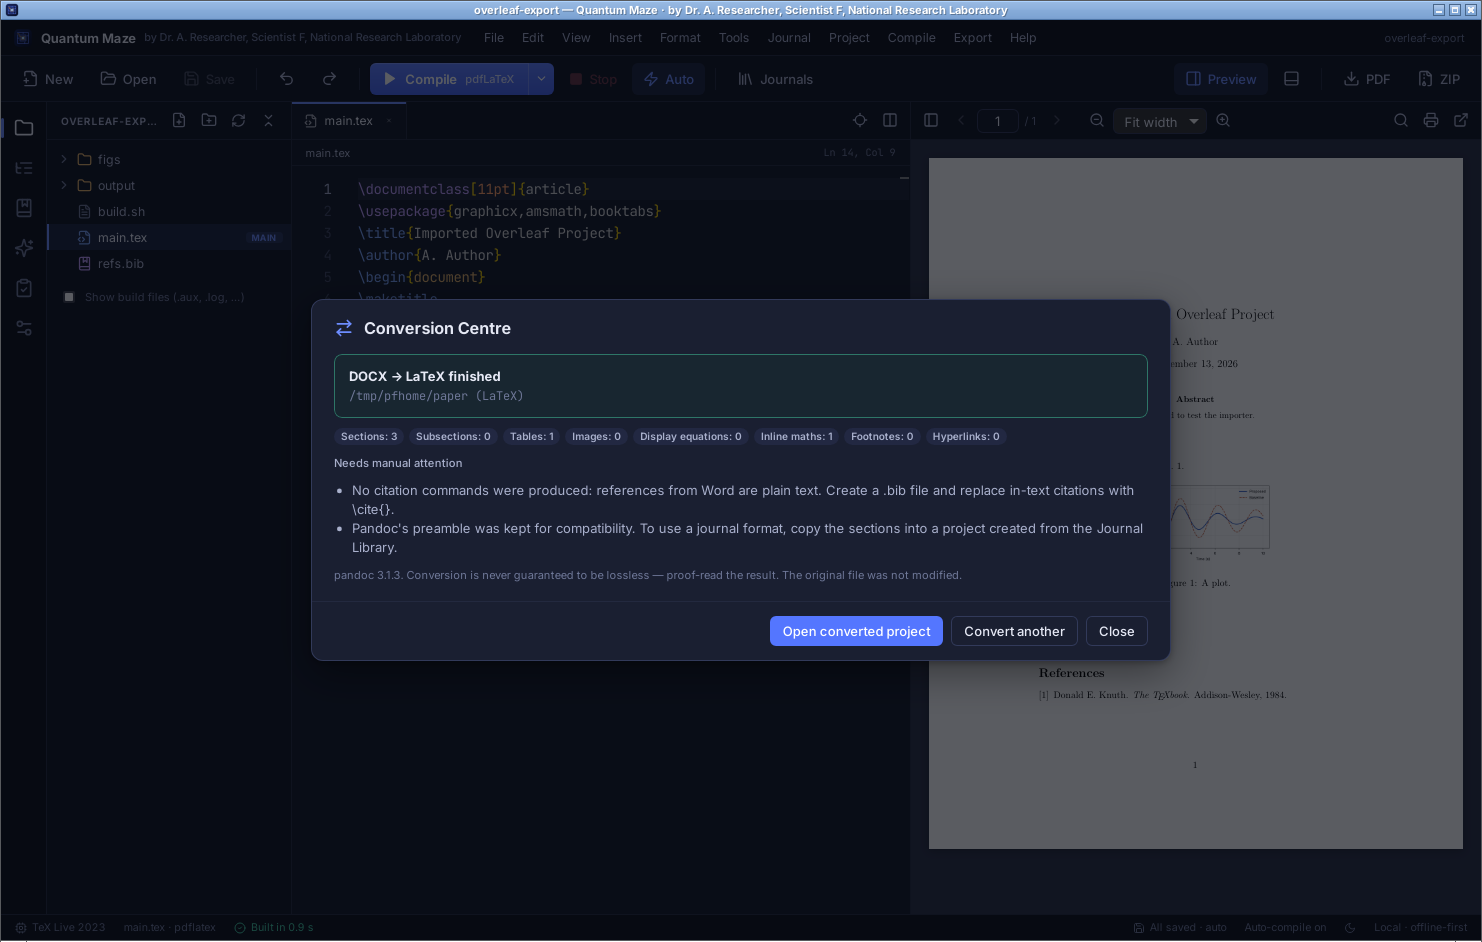 overleaf-export — Quantum Maze · by Dr. A. Researcher, Scientist F, National Research Laboratory
Quantum Maze by Dr. A. Researcher, Scientist F, National Research Laboratory File Edit View Insert Format Tools Journal Project Compile Export Help overleaf-export
New Open Save Compile pdfLaTeX Stop Auto Journals Preview PDF ZIP
OVERLEAF-EXP... main.tex × 1 / 1 Fit width
main.tex Ln 14, Col 9
figs
output
build.sh
main.tex MAIN
refs.bib
Show build files (.aux, .log, ...)
1 \documentclass[11pt]{article}
2 \usepackage{graphicx,amsmath,booktabs}
3 \title{Imported Overleaf Project}
4 \author{A. Author}
5 \begin{document}
\maketitle
Conversion Centre
DOCX → LaTeX finished
/tmp/pfhome/paper (LaTeX)
Sections: 3 Subsections: 0 Tables: 1 Images: 0 Display equations: 0 Inline maths: 1 Footnotes: 0 Hyperlinks: 0
Needs manual attention
• No citation commands were produced: references from Word are plain text. Create a .bib file and replace in-text citations with
\cite{}.
• Pandoc's preamble was kept for compatibility. To use a journal format, copy the sections into a project created from the Journal
Library.
pandoc 3.1.3. Conversion is never guaranteed to be lossless — proof-read the result. The original file was not modified.
Open converted project Convert another Close
Overleaf Project
A. Author
13, 2026
Abstract
to test the importer.
1.
1: A plot.
References
[1] Donald E. Knuth. The TeXbook. Addison-Wesley, 1984.
1
TeX Live 2023 main.tex · pdflatex Built in 0.9 s All saved · auto Auto-compile on Local · offline-first